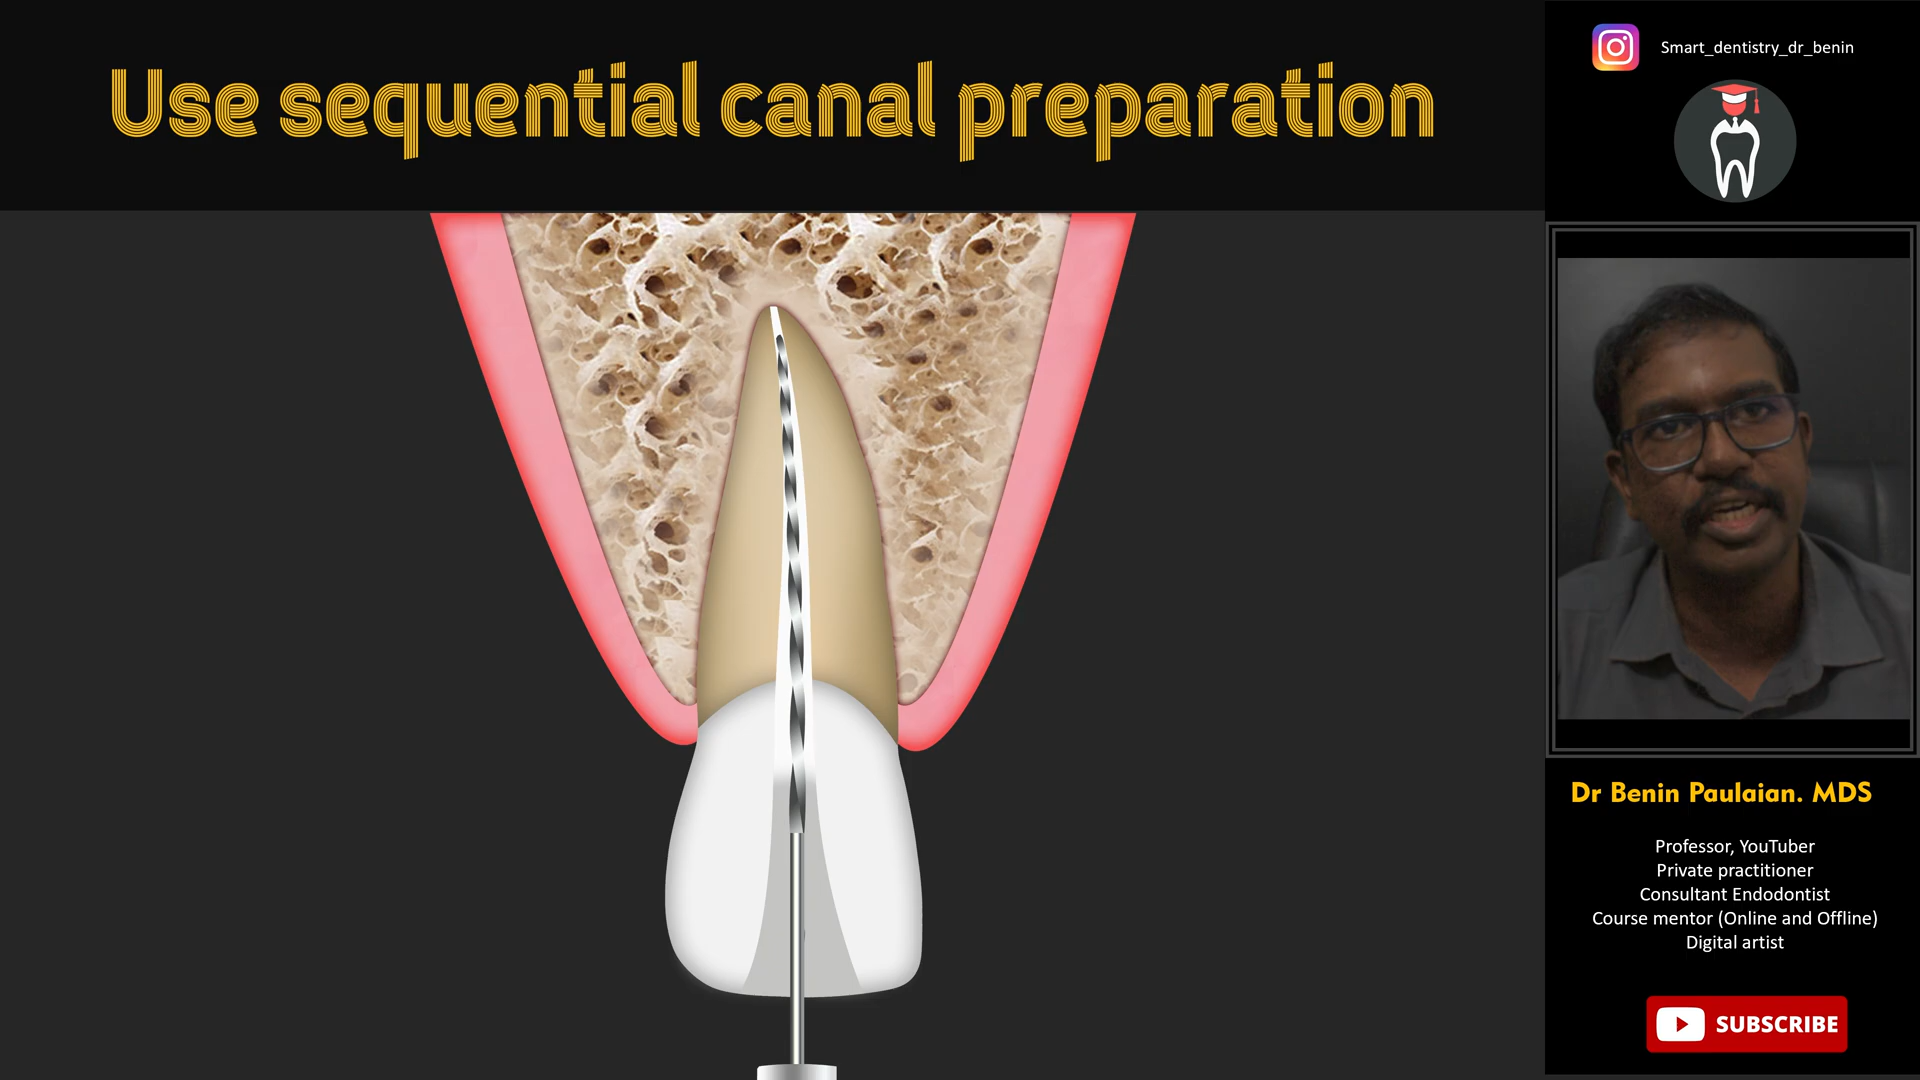 Use sequential canal preparation
Smart_dentistry_dr_benin
Dr Benin Paulaian. MDS
Professor, YouTuber
Private practitioner
Consultant Endodontist
Course mentor (Online and Offline)
Digital artist
SUBSCRIBE